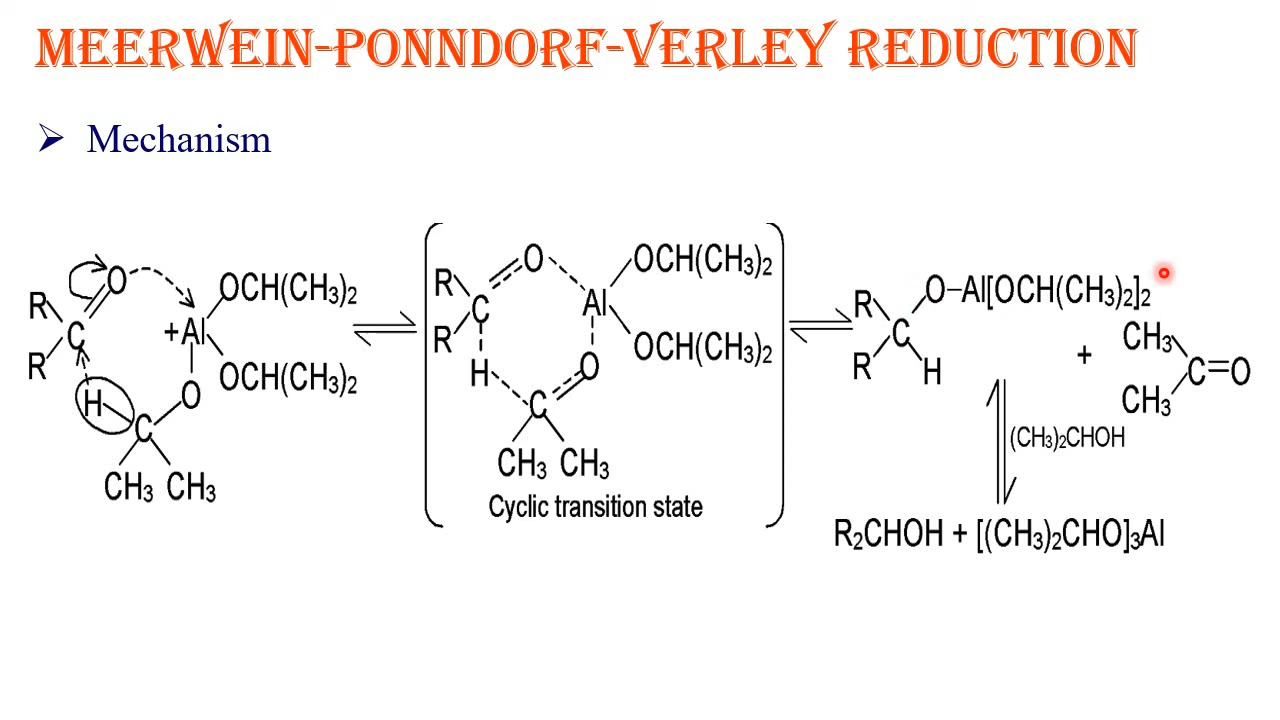 MEERWEIN-PONNDORF-VERLEY REDUCTION
➢ Mechanism
R R C O H +Al OCH(CH₃)₂ OCH(CH₃)₂ O C CH₃ CH₃
R R C O H Al OCH(CH₃)₂ OCH(CH₃)₂ O C CH₃ CH₃
Cyclic transition state
R R C H O–Al[OCH(CH₃)₂]₂
+
CH₃ CH₃ C=O
(CH₃)₂CHOH
R₂CHOH + [(CH₃)₂CHO]₃Al